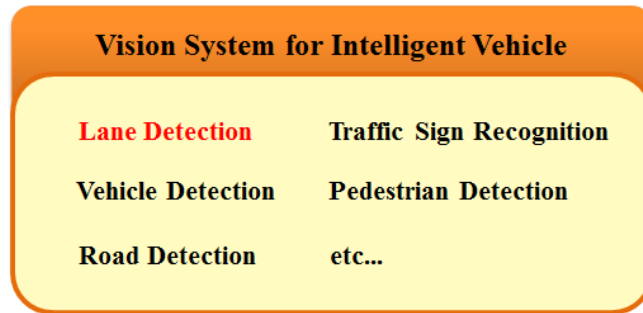 Vision System for Intelligent Vehicle
Lane Detection Traffic Sign Recognition
Vehicle Detection Pedestrian Detection
Road Detection etc...